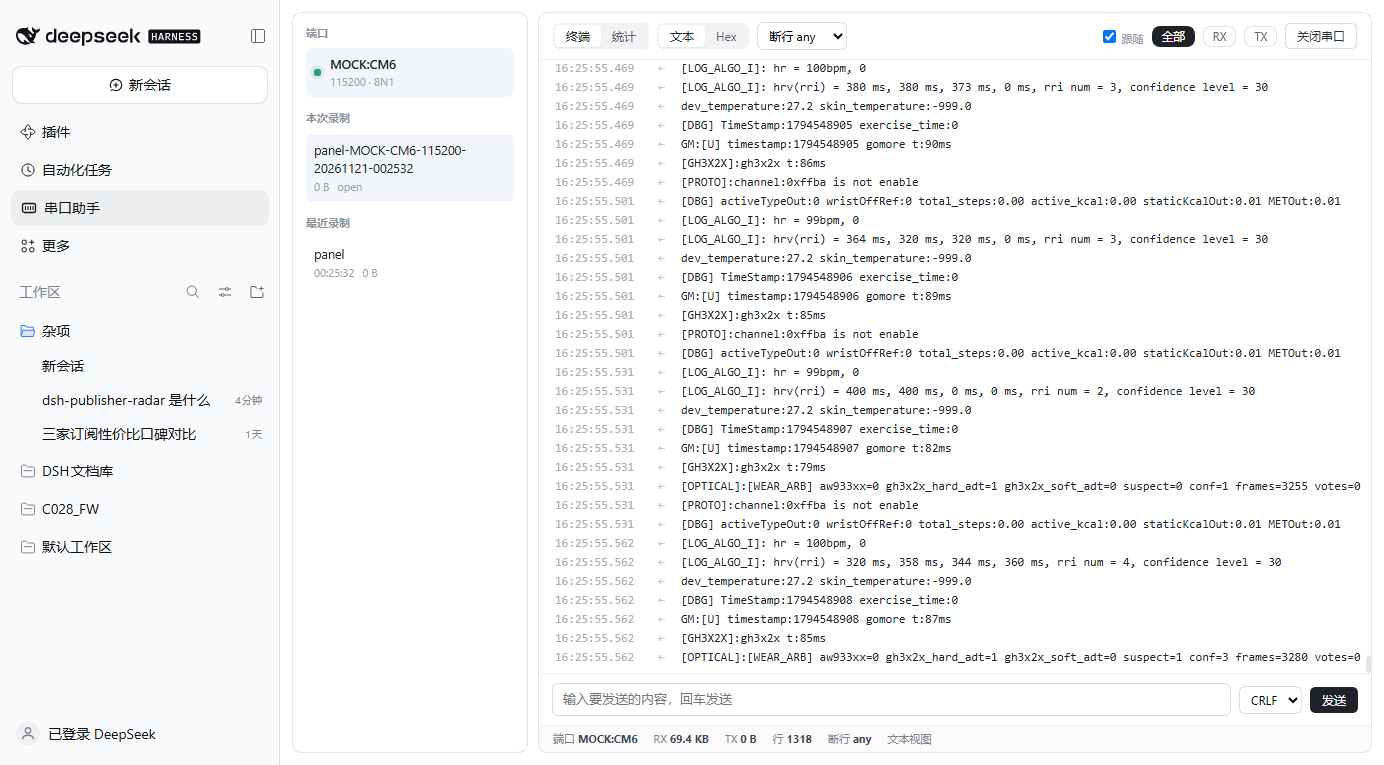 deepseek HARNESS
新会话
插件
自动化任务
串口助手
更多
工作区
杂项
新会话
dsh-publisher-radar 是什么 4分钟
三家订阅性价比口碑对比 1天
DSH文档库
C028_FW
默认工作区
已登录 DeepSeek
端口
MOCK:CM6
115200 · 8N1
本次录制
panel-MOCK-CM6-115200-
20261121-002532
0 B open
最近录制
panel
00:25:32 0 B
终端 统计 文本 Hex 断行 any 跟随 全部 RX TX 关闭串口
16:25:55.469 ← [LOG_ALGO_I]: hr = 100bpm, 0
16:25:55.469 ← [LOG_ALGO_I]: hrv(rri) = 380 ms, 380 ms, 373 ms, 0 ms, rri num = 3, confidence level = 30
16:25:55.469 ← dev_temperature:27.2 skin_temperature:-999.0
16:25:55.469 ← [DBG] TimeStamp:1794548905 exercise_time:0
16:25:55.469 ← GM:[U] timestamp:1794548905 gomore t:90ms
16:25:55.469 ← [GH3X2X]:gh3x2x t:86ms
16:25:55.469 ← [PROTO]:channel:0xffba is not enable
16:25:55.501 ← [DBG] activeTypeOut:0 wristOffRef:0 total_steps:0.00 active_kcal:0.00 staticKcalOut:0.01 METOut:0.01
16:25:55.501 ← [LOG_ALGO_I]: hr = 99bpm, 0
16:25:55.501 ← [LOG_ALGO_I]: hrv(rri) = 364 ms, 320 ms, 320 ms, 0 ms, rri num = 3, confidence level = 30
16:25:55.501 ← dev_temperature:27.2 skin_temperature:-999.0
16:25:55.501 ← [DBG] TimeStamp:1794548906 exercise_time:0
16:25:55.501 ← GM:[U] timestamp:1794548906 gomore t:89ms
16:25:55.501 ← [GH3X2X]:gh3x2x t:85ms
16:25:55.501 ← [PROTO]:channel:0xffba is not enable
16:25:55.501 ← [DBG] activeTypeOut:0 wristOffRef:0 total_steps:0.00 active_kcal:0.00 staticKcalOut:0.01 METOut:0.01
16:25:55.531 ← [LOG_ALGO_I]: hr = 99bpm, 0
16:25:55.531 ← [LOG_ALGO_I]: hrv(rri) = 400 ms, 400 ms, 0 ms, 0 ms, rri num = 2, confidence level = 30
16:25:55.531 ← dev_temperature:27.2 skin_temperature:-999.0
16:25:55.531 ← [DBG] TimeStamp:1794548907 exercise_time:0
16:25:55.531 ← GM:[U] timestamp:1794548907 gomore t:82ms
16:25:55.531 ← [GH3X2X]:gh3x2x t:79ms
16:25:55.531 ← [OPTICAL]:[WEAR_ARB] aw933xx=0 gh3x2x_hard_adt=1 gh3x2x_soft_adt=0 suspect=0 conf=1 frames=3255 votes=0
16:25:55.531 ← [PROTO]:channel:0xffba is not enable
16:25:55.531 ← [DBG] activeTypeOut:0 wristOffRef:0 total_steps:0.00 active_kcal:0.00 staticKcalOut:0.01 METOut:0.01
16:25:55.562 ← [LOG_ALGO_I]: hr = 100bpm, 0
16:25:55.562 ← [LOG_ALGO_I]: hrv(rri) = 320 ms, 358 ms, 344 ms, 360 ms, rri num = 4, confidence level = 30
16:25:55.562 ← dev_temperature:27.2 skin_temperature:-999.0
16:25:55.562 ← [DBG] TimeStamp:1794548908 exercise_time:0
16:25:55.562 ← GM:[U] timestamp:1794548908 gomore t:87ms
16:25:55.562 ← [GH3X2X]:gh3x2x t:85ms
16:25:55.562 ← [OPTICAL]:[WEAR_ARB] aw933xx=0 gh3x2x_hard_adt=1 gh3x2x_soft_adt=0 suspect=1 conf=3 frames=3280 votes=0
输入要发送的内容，回车发送 CRLF 发送
端口 MOCK:CM6 RX 69.4 KB TX 0 B 行 1318 断行 any 文本视图